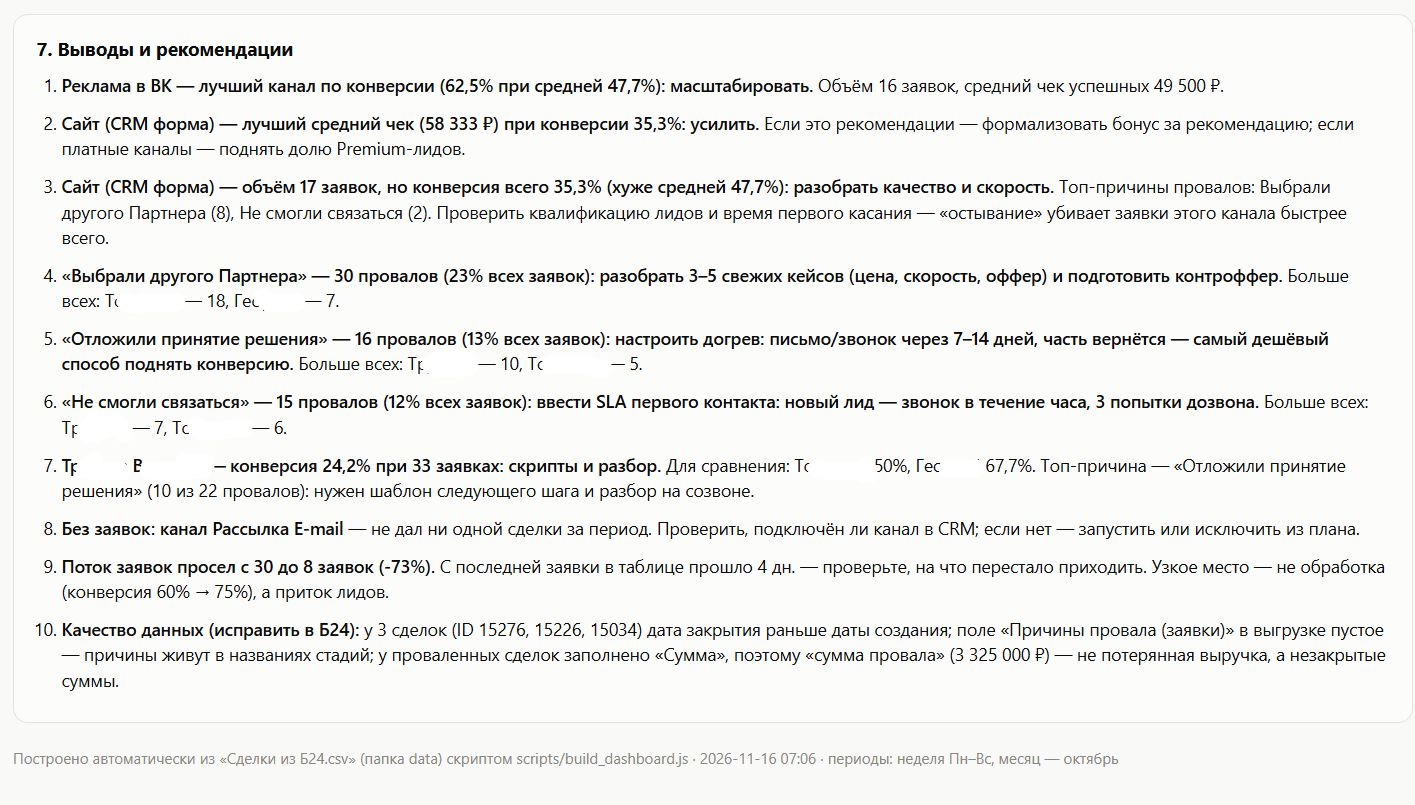 7. Выводы и рекомендации
1. Реклама в ВК — лучший канал по конверсии (62,5% при средней 47,7%): масштабировать. Объём 16 заявок, средний чек успешных 49 500 ₽.
2. Сайт (CRM форма) — лучший средний чек (58 333 ₽) при конверсии 35,3%: усилить. Если это рекомендации — формализовать бонус за рекомендацию; если
платные каналы — поднять долю Premium-лидов.
3. Сайт (CRM форма) — объём 17 заявок, но конверсия всего 35,3% (хуже средней 47,7%): разобрать качество и скорость. Топ-причины провалов: Выбрали
другого Партнера (8), Не смогли связаться (2). Проверить квалификацию лидов и время первого касания — «остывание» убивает заявки этого канала быстрее
всего.
4. «Выбрали другого Партнера» — 30 провалов (23% всех заявок): разобрать 3–5 свежих кейсов (цена, скорость, оффер) и подготовить контроффер. Больше
всех: — 18, — 7.
5. «Отложили принятие решения» — 16 провалов (13% всех заявок): настроить догрев: письмо/звонок через 7–14 дней, часть вернётся — самый дешёвый
способ поднять конверсию. Больше всех: — 10, — 5.
6. «Не смогли связаться» — 15 провалов (12% всех заявок): ввести SLA первого контакта: новый лид — звонок в течение часа, 3 попытки дозвона. Больше всех:
— 7, — 6.
7. — конверсия 24,2% при 33 заявках: скрипты и разбор. Для сравнения: 50%, 67,7%. Топ-причина — «Отложили принятие
решения» (10 из 22 провалов): нужен шаблон следующего шага и разбор на созвоне.
8. Без заявок: канал Рассылка E-mail — не дал ни одной сделки за период. Проверить, подключён ли канал в CRM; если нет — запустить или исключить из плана.
9. Поток заявок просел с 30 до 8 заявок (-73%). С последней заявки в таблице прошло 4 дн. — проверьте, на что перестало приходить. Узкое место — не обработка
(конверсия 60% → 75%), а приток лидов.
10. Качество данных (исправить в Б24): у 3 сделок (ID 15276, 15226, 15034) дата закрытия раньше даты создания; поле «Причины провала (заявки)» в выгрузке пустое
— причины живут в названиях стадий; у проваленных сделок заполнено «Сумма», поэтому «сумма провала» (3 325 000 ₽) — не потерянная выручка, а незакрытые
суммы.
Построено автоматически из «Сделки из Б24.csv» (папка data) скриптом scripts/build_dashboard.js · 2026-11-16 07:06 · периоды: неделя Пн–Вс, месяц — октябрь